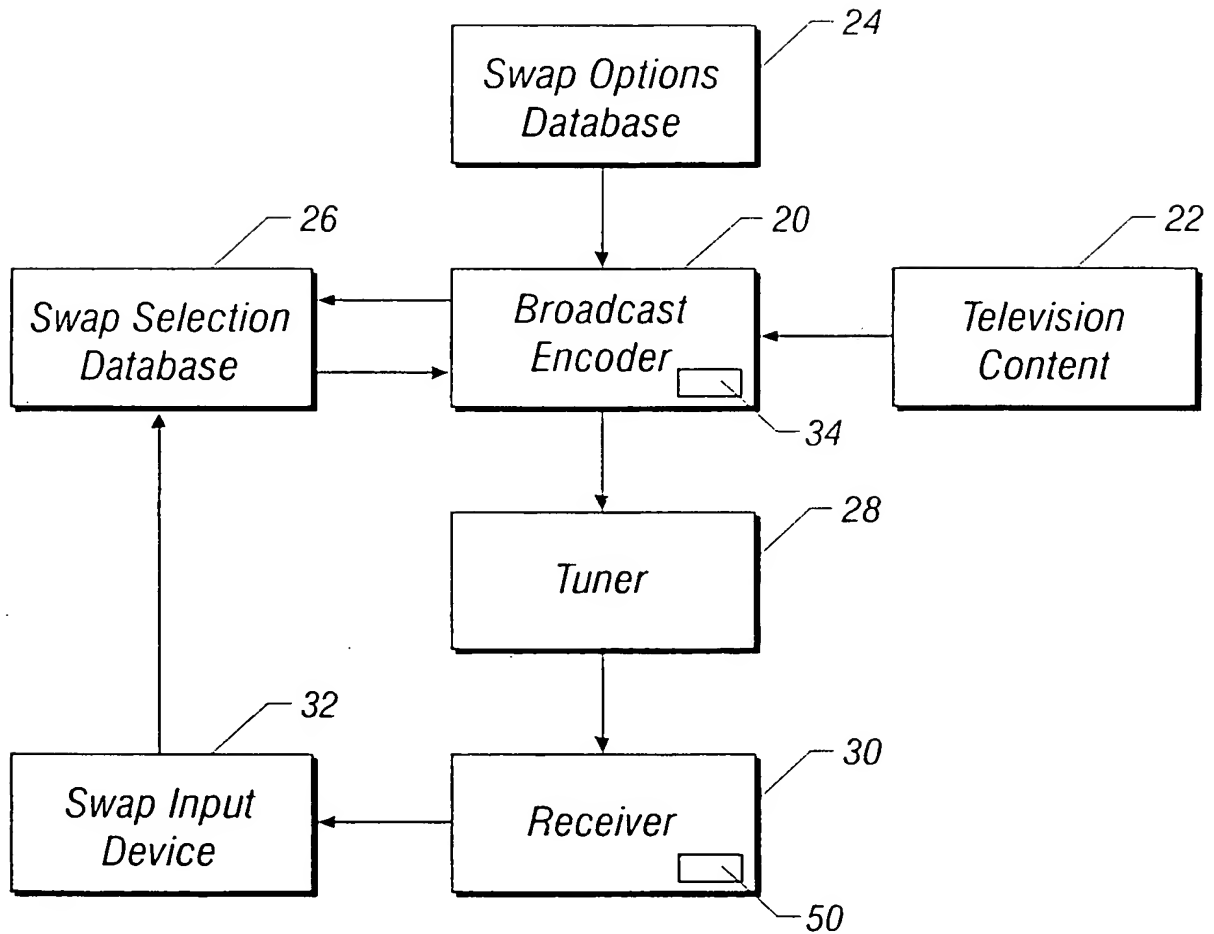 24
Swap Options
Database
26
20
22
Swap Selection
Database
Broadcast
Encoder
Television
Content
34
28
Tuner
32
30
Swap Input
Device
Receiver
50